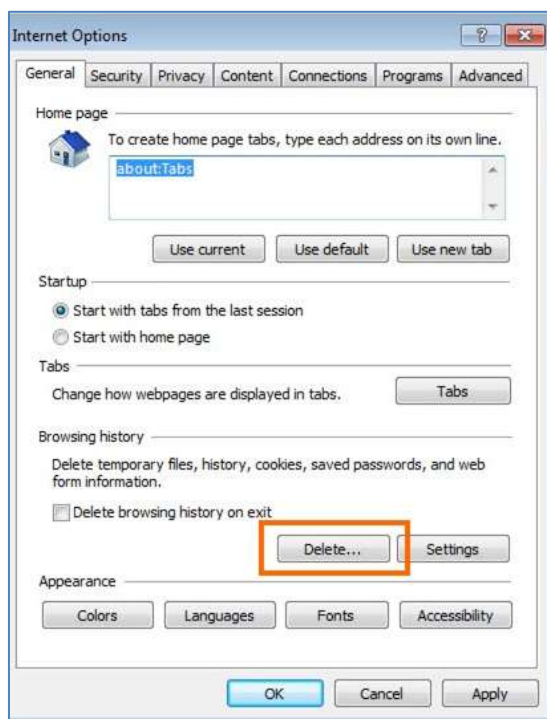 Internet Options
General Security Privacy Content Connections Programs Advanced
Home page
To create home page tabs, type each address on its own line.
about:Tabs
Use current Use default Use new tab
Startup
Start with tabs from the last session
Start with home page
Tabs
Change how webpages are displayed in tabs. Tabs
Browsing history
Delete temporary files, history, cookies, saved passwords, and web
form information.
Delete browsing history on exit
Delete... Settings
Appearance
Colors Languages Fonts Accessibility
OK Cancel Apply